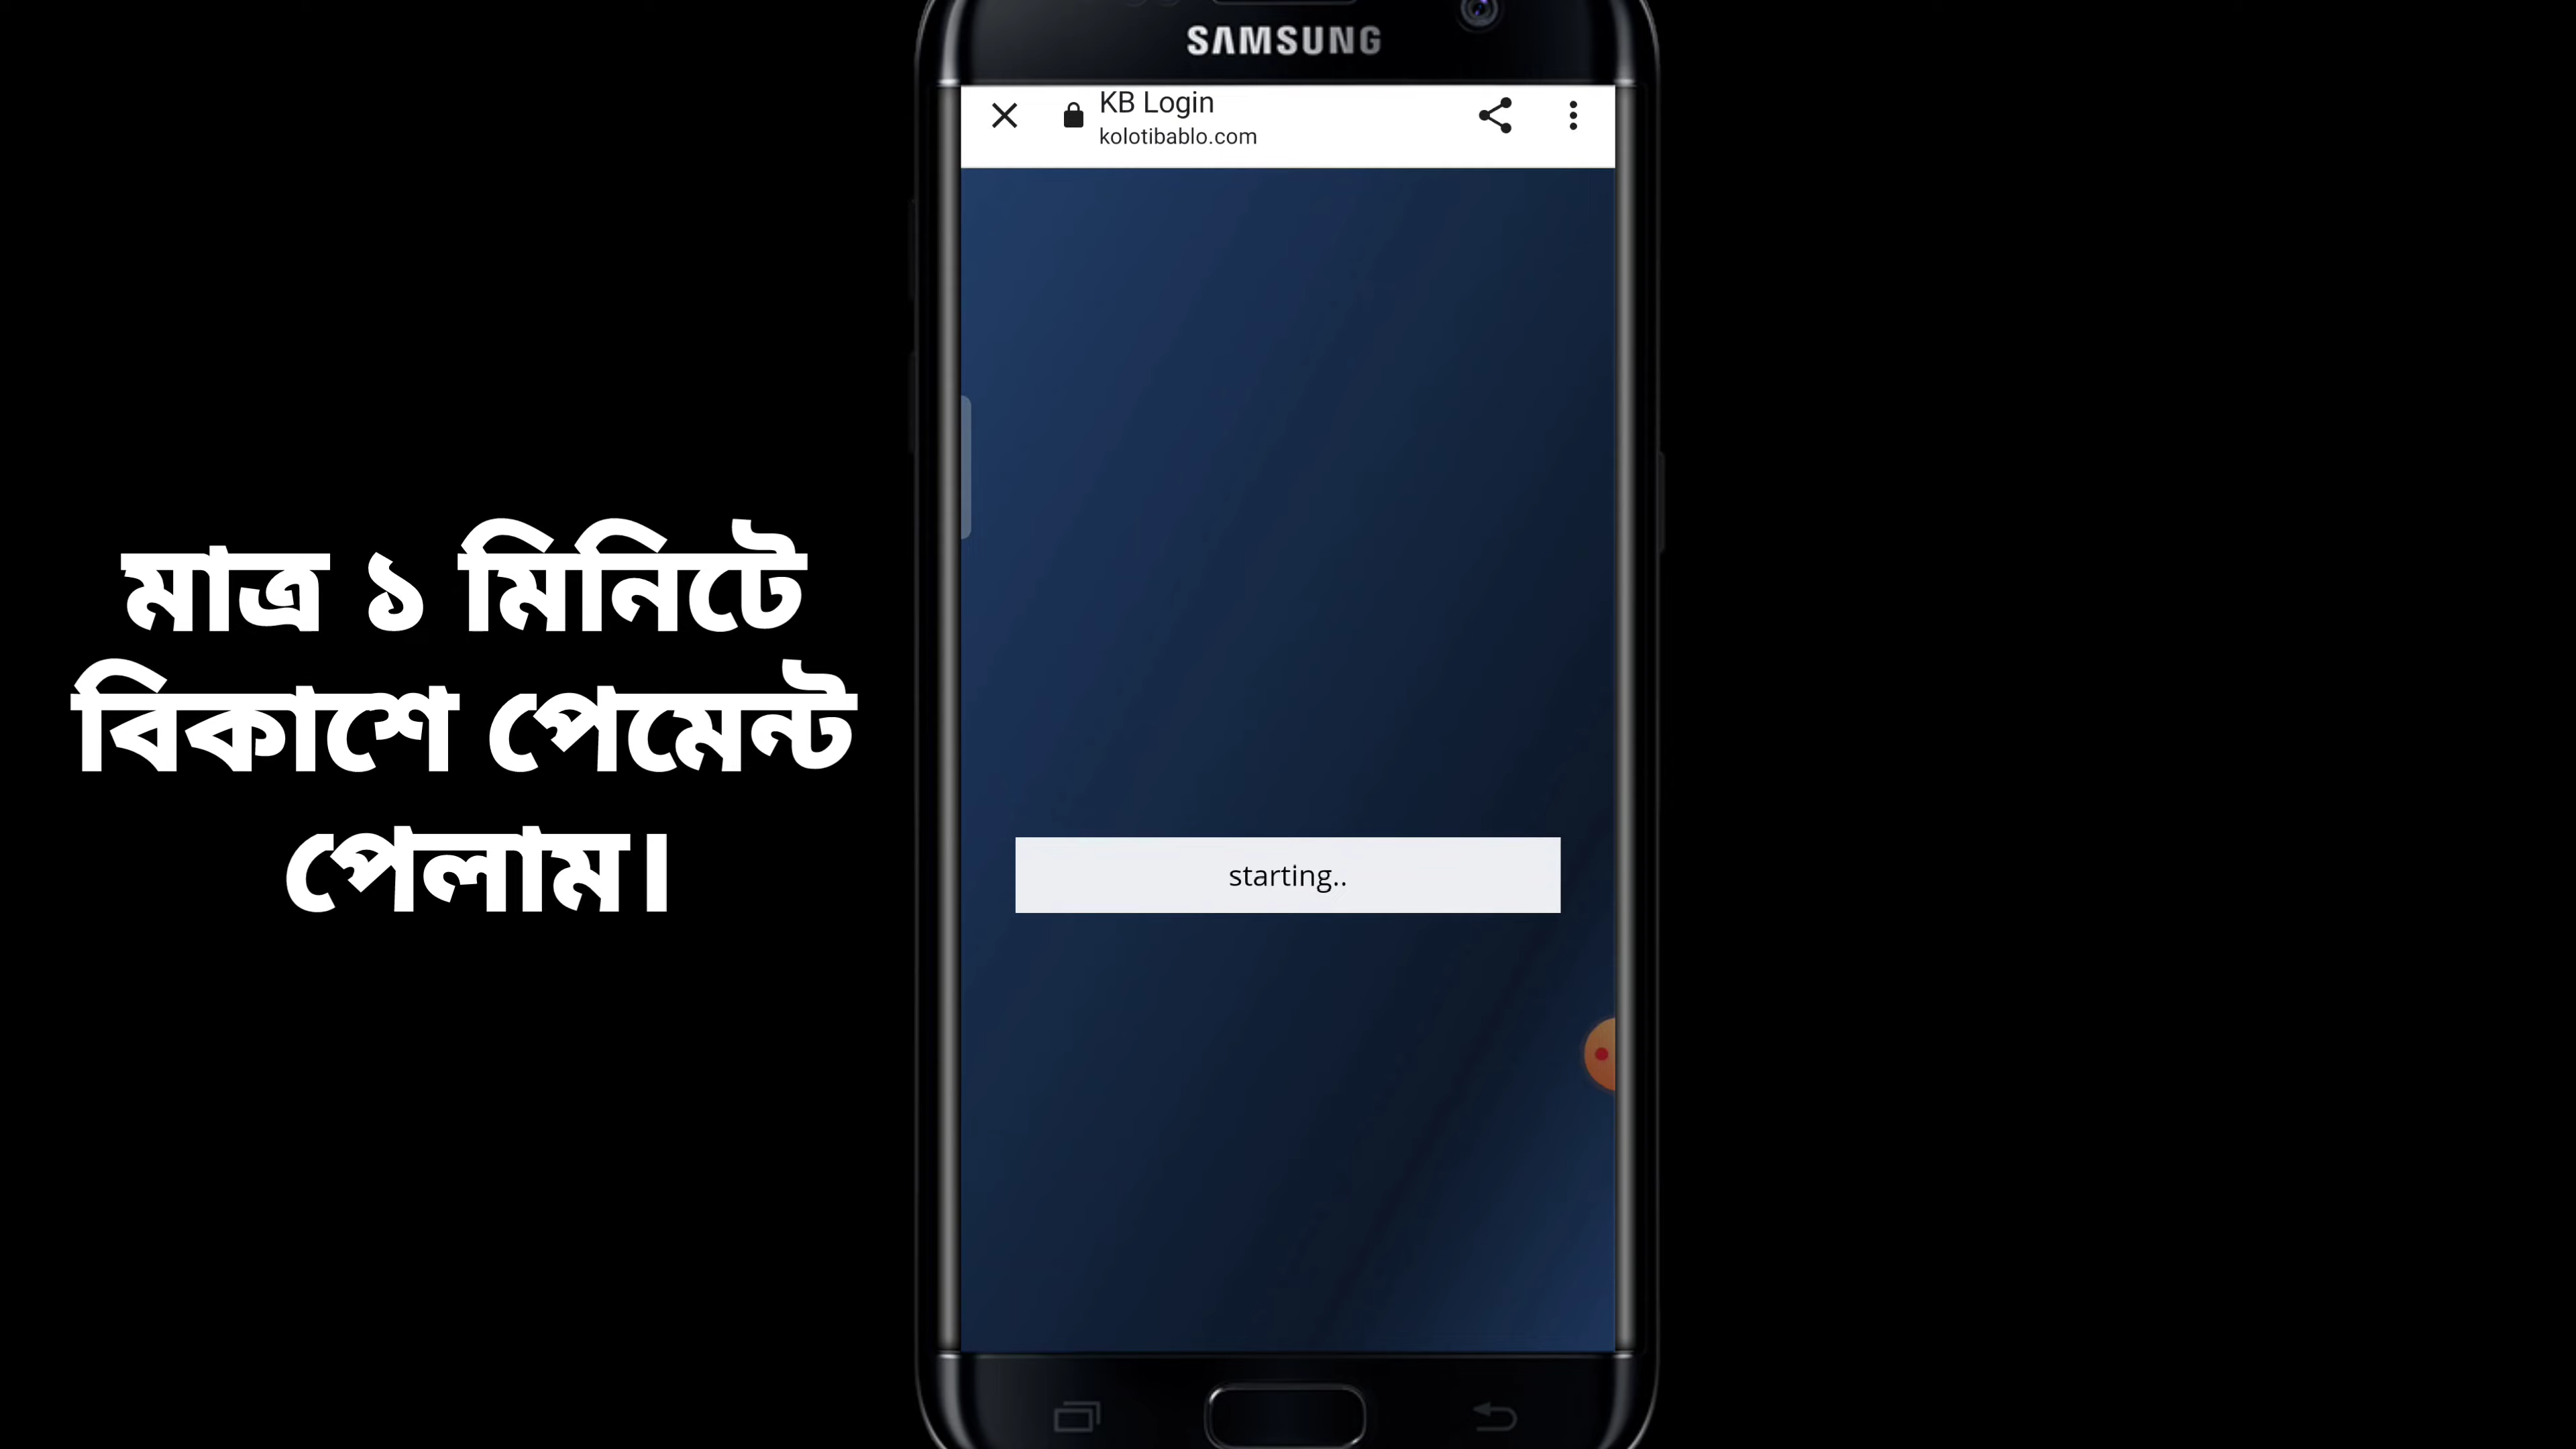 SAMSUNG
KB Login
kolotibablo.com
মাত্র ১ মিনিটে
বিকাশে পেমেন্ট
পেলাম।
starting..